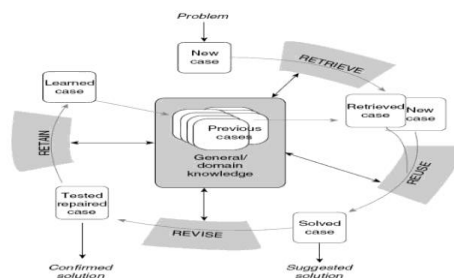 Problem
New
case
RETRIEVE
Learned
case
Retrieved
case
New
case
Previous
cases
General/
domain
knowledge
RETAIN
REUSE
Tested
repaired
case
REVISE
Solved
case
Confirmed
solution
Suggested
solution